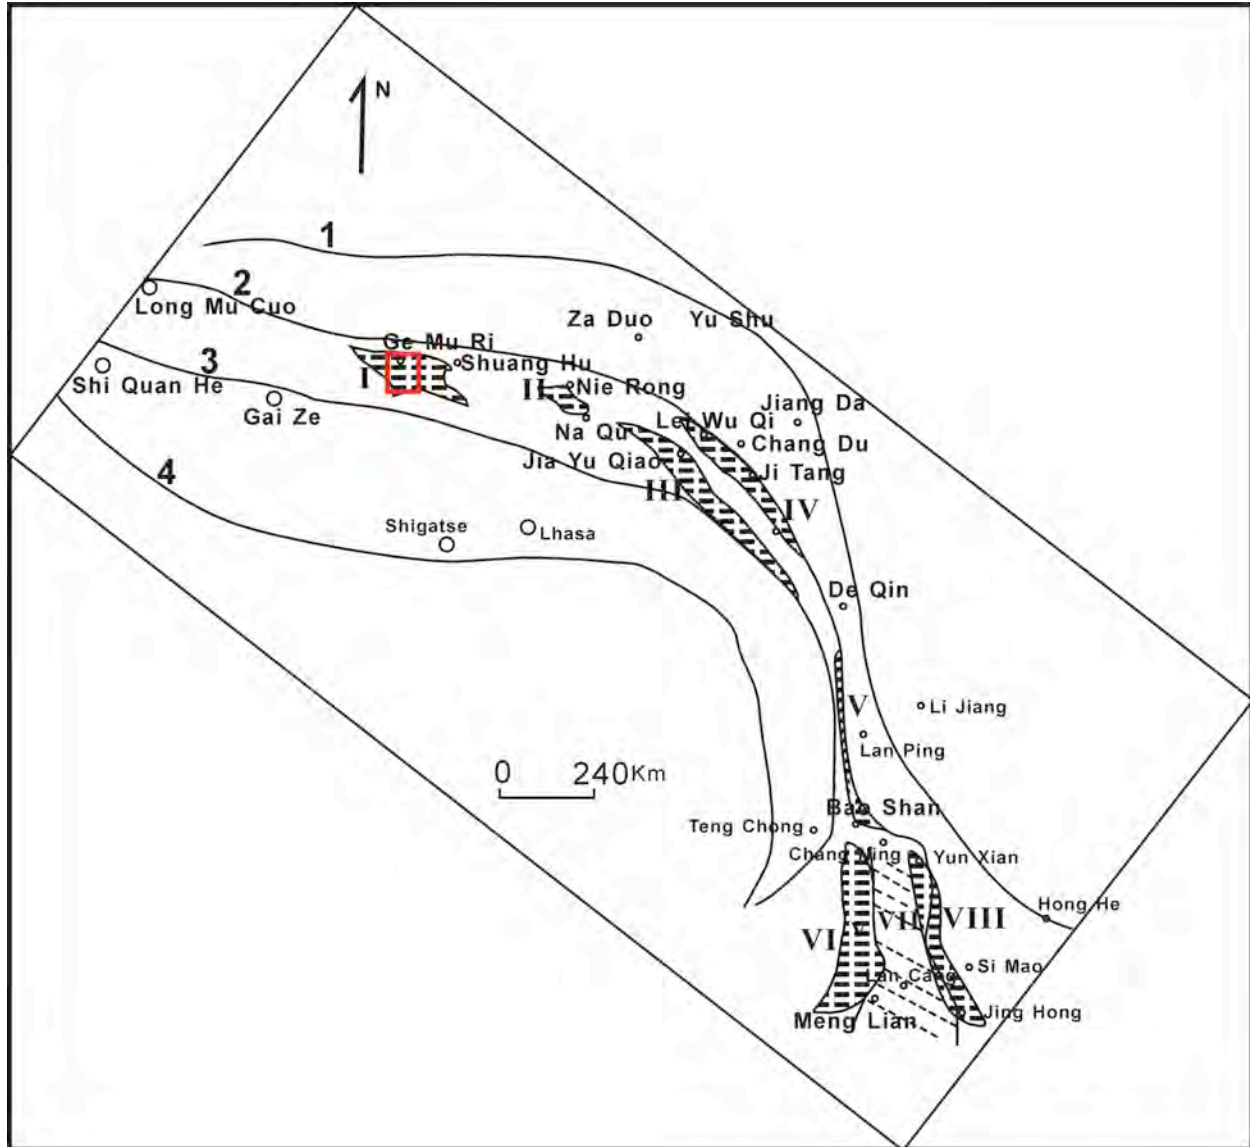 N
1
2
Long Mu Cuo
Za Duo
Yu Shu
3
Ge Mu Ri
Shuang Hu
Shi Quan He
I
Gai Ze
II
Nie Rong
Jiang Da
Na Qu
Lei Wu Qi
Chang Du
4
Jia Yu Qiao
Ji Tang
III
IV
Shigatse
Lhasa
De Qin
V
Li Jiang
Lan Ping
0 240Km
Bao Shan
Teng Chong
Chang Ning
Yun Xian
Hong He
VI
VII
VIII
Lan Cang
Si Mao
Meng Lian
Jing Hong